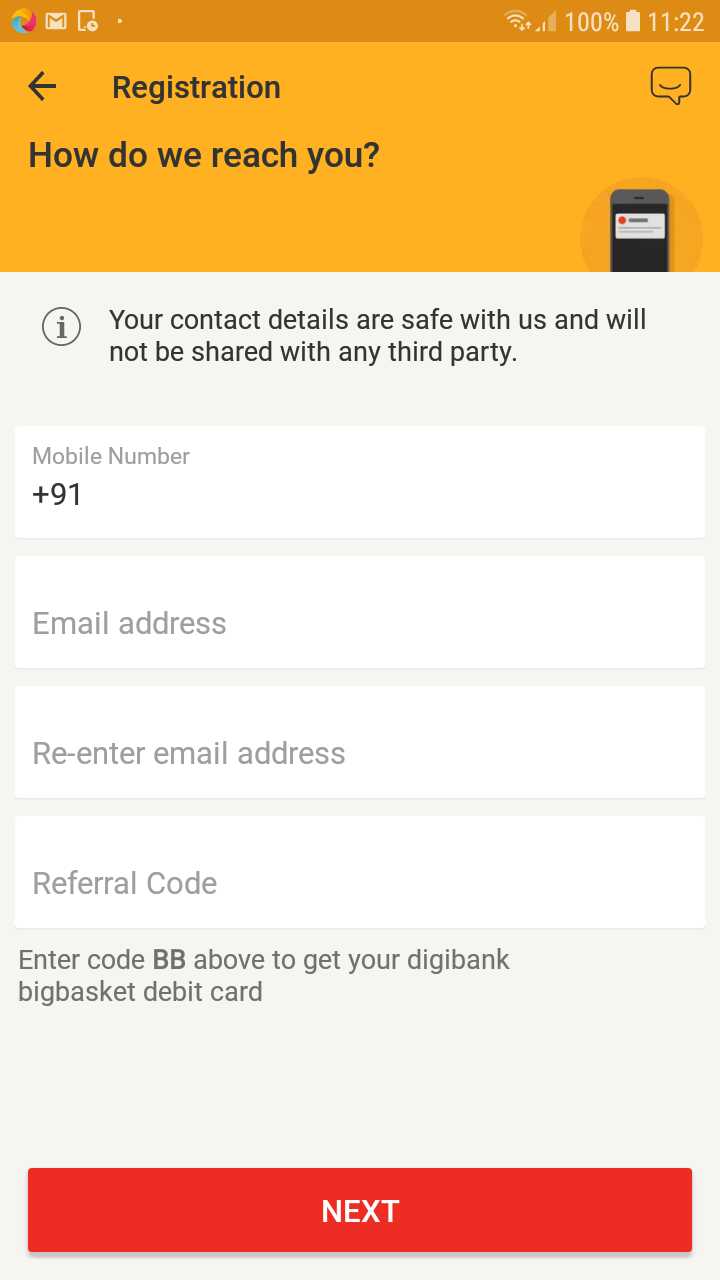 100% 11:22
Registration
How do we reach you?
i
Your contact details are safe with us and will
not be shared with any third party.
Mobile Number
+91
Email address
Re-enter email address
Referral Code
Enter code BB above to get your digibank
bigbasket debit card
NEXT